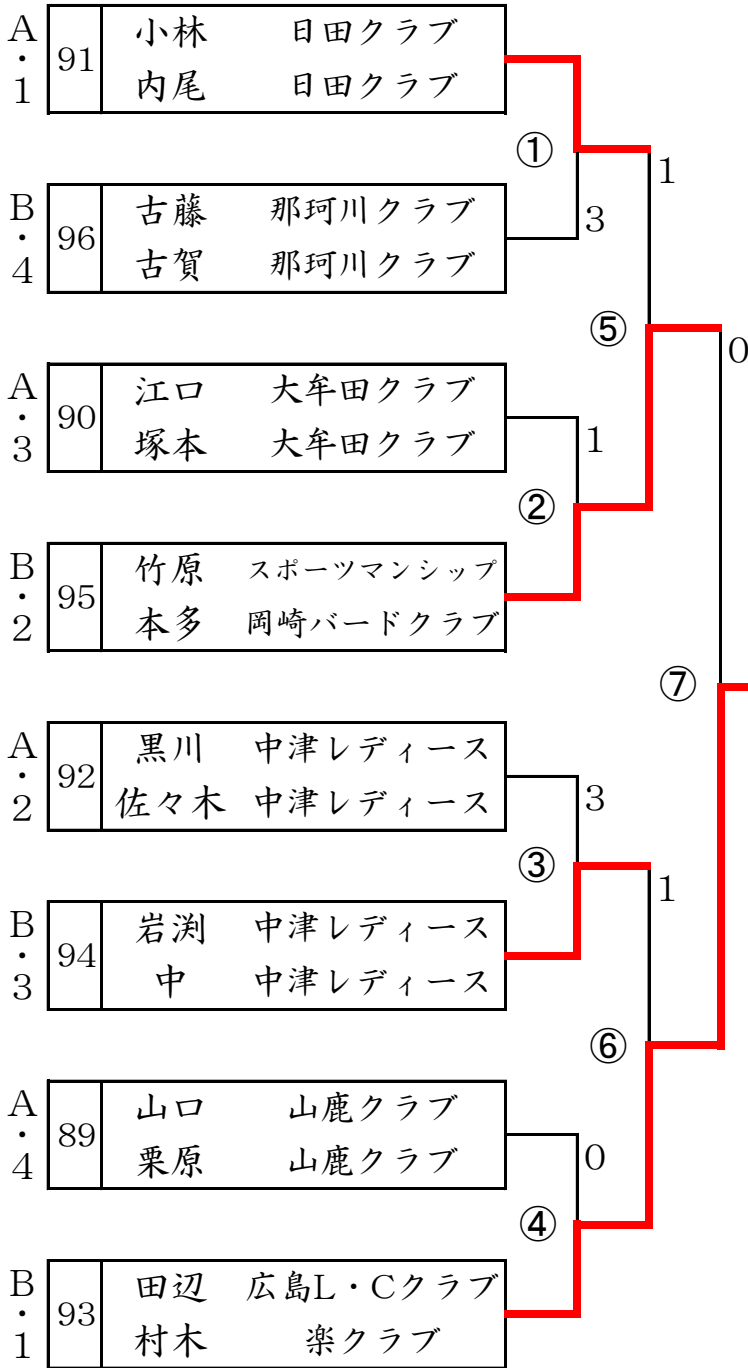 A・1 91 小林 日田クラブ
内尾 日田クラブ
① 1
B・4 96 古藤 那珂川クラブ 3
古賀 那珂川クラブ
⑤ 0
A・3 90 江口 大牟田クラブ
塚本 大牟田クラブ 1
②
B・2 95 竹原 スポーツマンシップ
本多 岡崎バードクラブ
⑦
A・2 92 黒川 中津レディース
佐々木 中津レディース 3
③ 1
B・3 94 岩渕 中津レディース
中 中津レディース
⑥
A・4 89 山口 山鹿クラブ
栗原 山鹿クラブ 0
④
B・1 93 田辺 広島L・Cクラブ
村木 楽クラブ